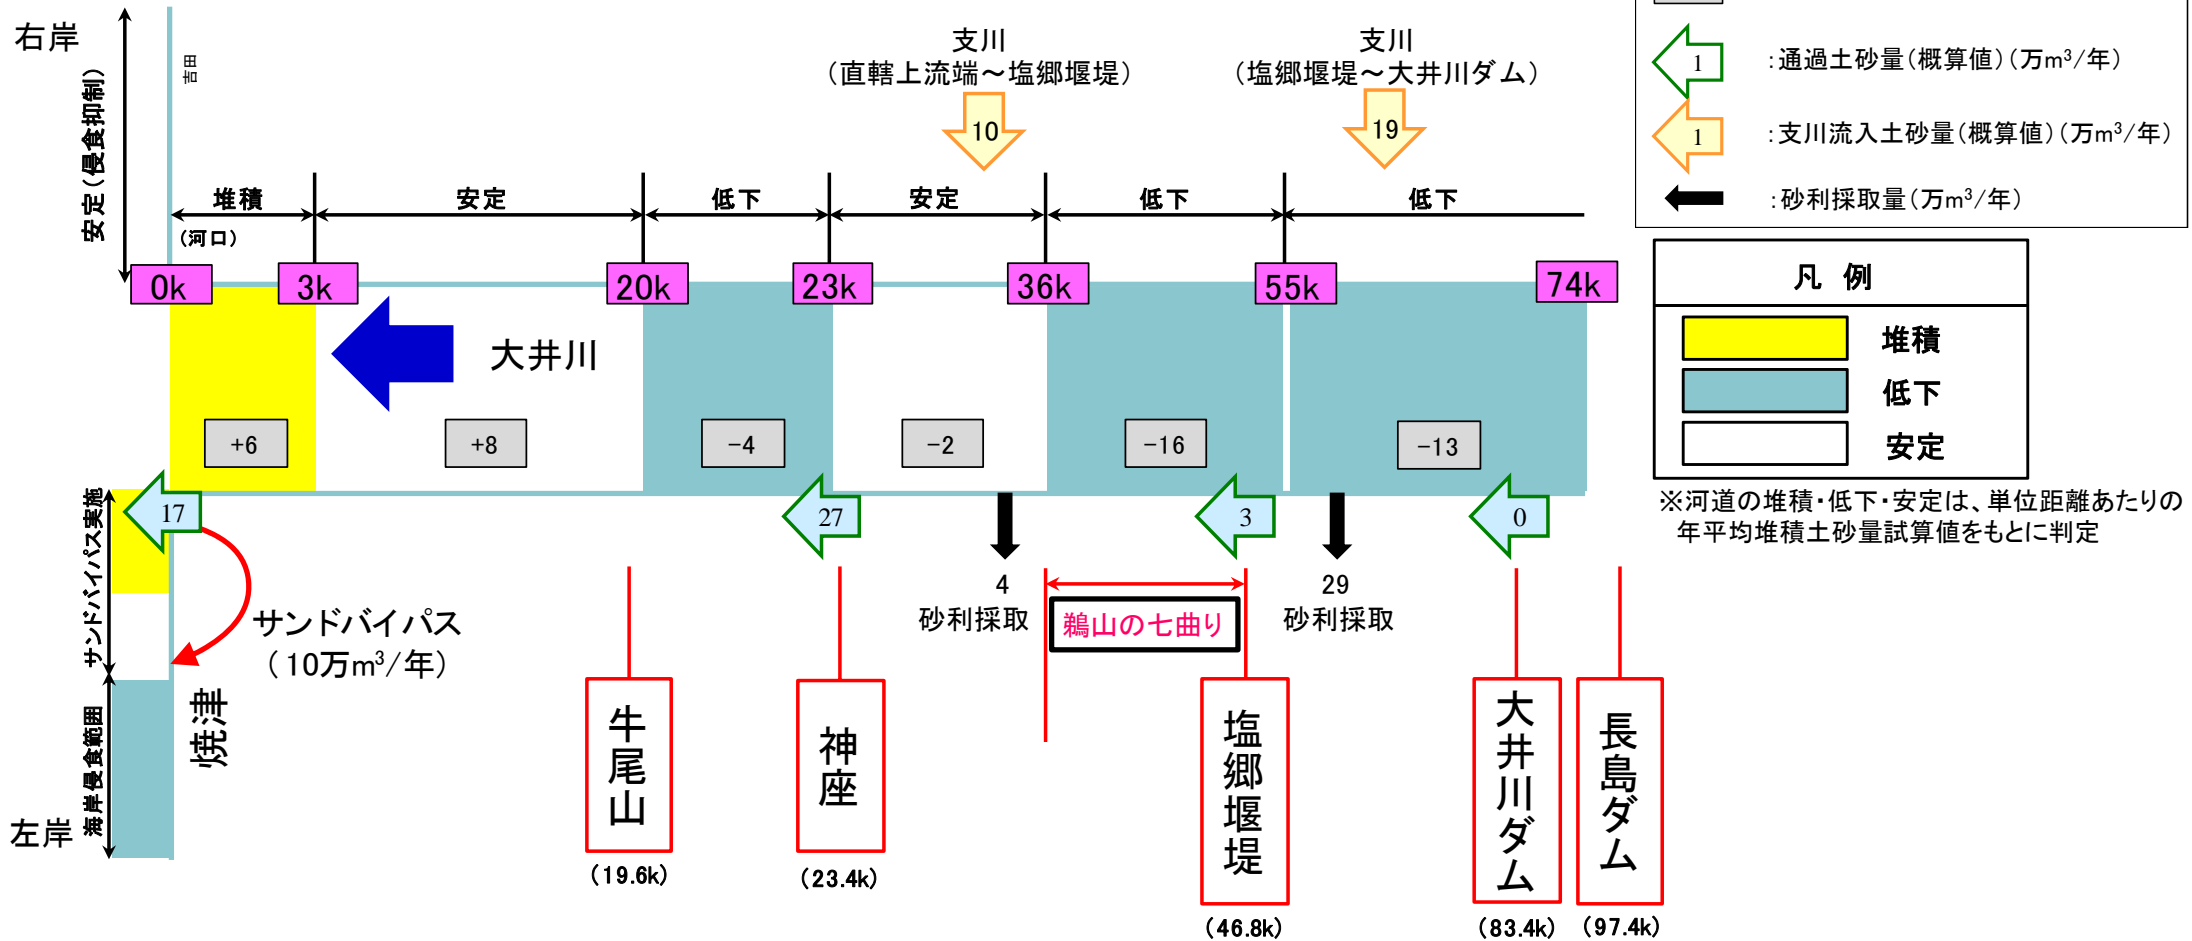 右岸
安定(侵食抑制)
吉田
支川
(直轄上流端～塩郷堰堤)
10
支川
(塩郷堰堤～大井川ダム)
19
1
:通過土砂量(概算値)(万m³/年)
1
:支川流入土砂量(概算値)(万m³/年)
:砂利採取量(万m³/年)
堆積
安定
低下
安定
低下
低下
(河口)
0k
3k
20k
23k
36k
55k
74k
大井川
+6
+8
-4
-2
-16
-13
凡 例
堆積
低下
安定
※河道の堆積・低下・安定は、単位距離あたりの
年平均堆積土砂量試算値をもとに判定
17
27
3
0
サンドバイパス実施
サンドバイパス
(10万m³/年)
4
砂利採取
鵜山の七曲り
29
砂利採取
海岸侵食範囲
焼津
左岸
牛尾山
(19.6k)
神座
(23.4k)
塩郷堰堤
(46.8k)
大井川ダム
(83.4k)
長島ダム
(97.4k)